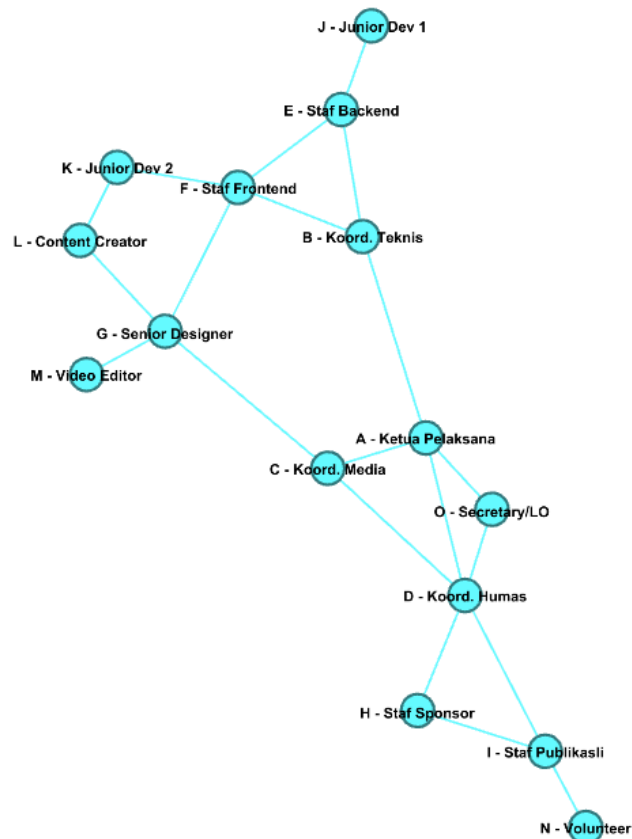 J - Junior Dev 1
E - Staf Backend
K - Junior Dev 2
F - Staf Frontend
L - Content Creator
B - Koord. Teknis
G - Senior Designer
M - Video Editor
A - Ketua Pelaksana
C - Koord. Media
O - Secretary/LO
D - Koord. Humas
H - Staf Sponsor
I - Staf Publikasli
N - Volunteer